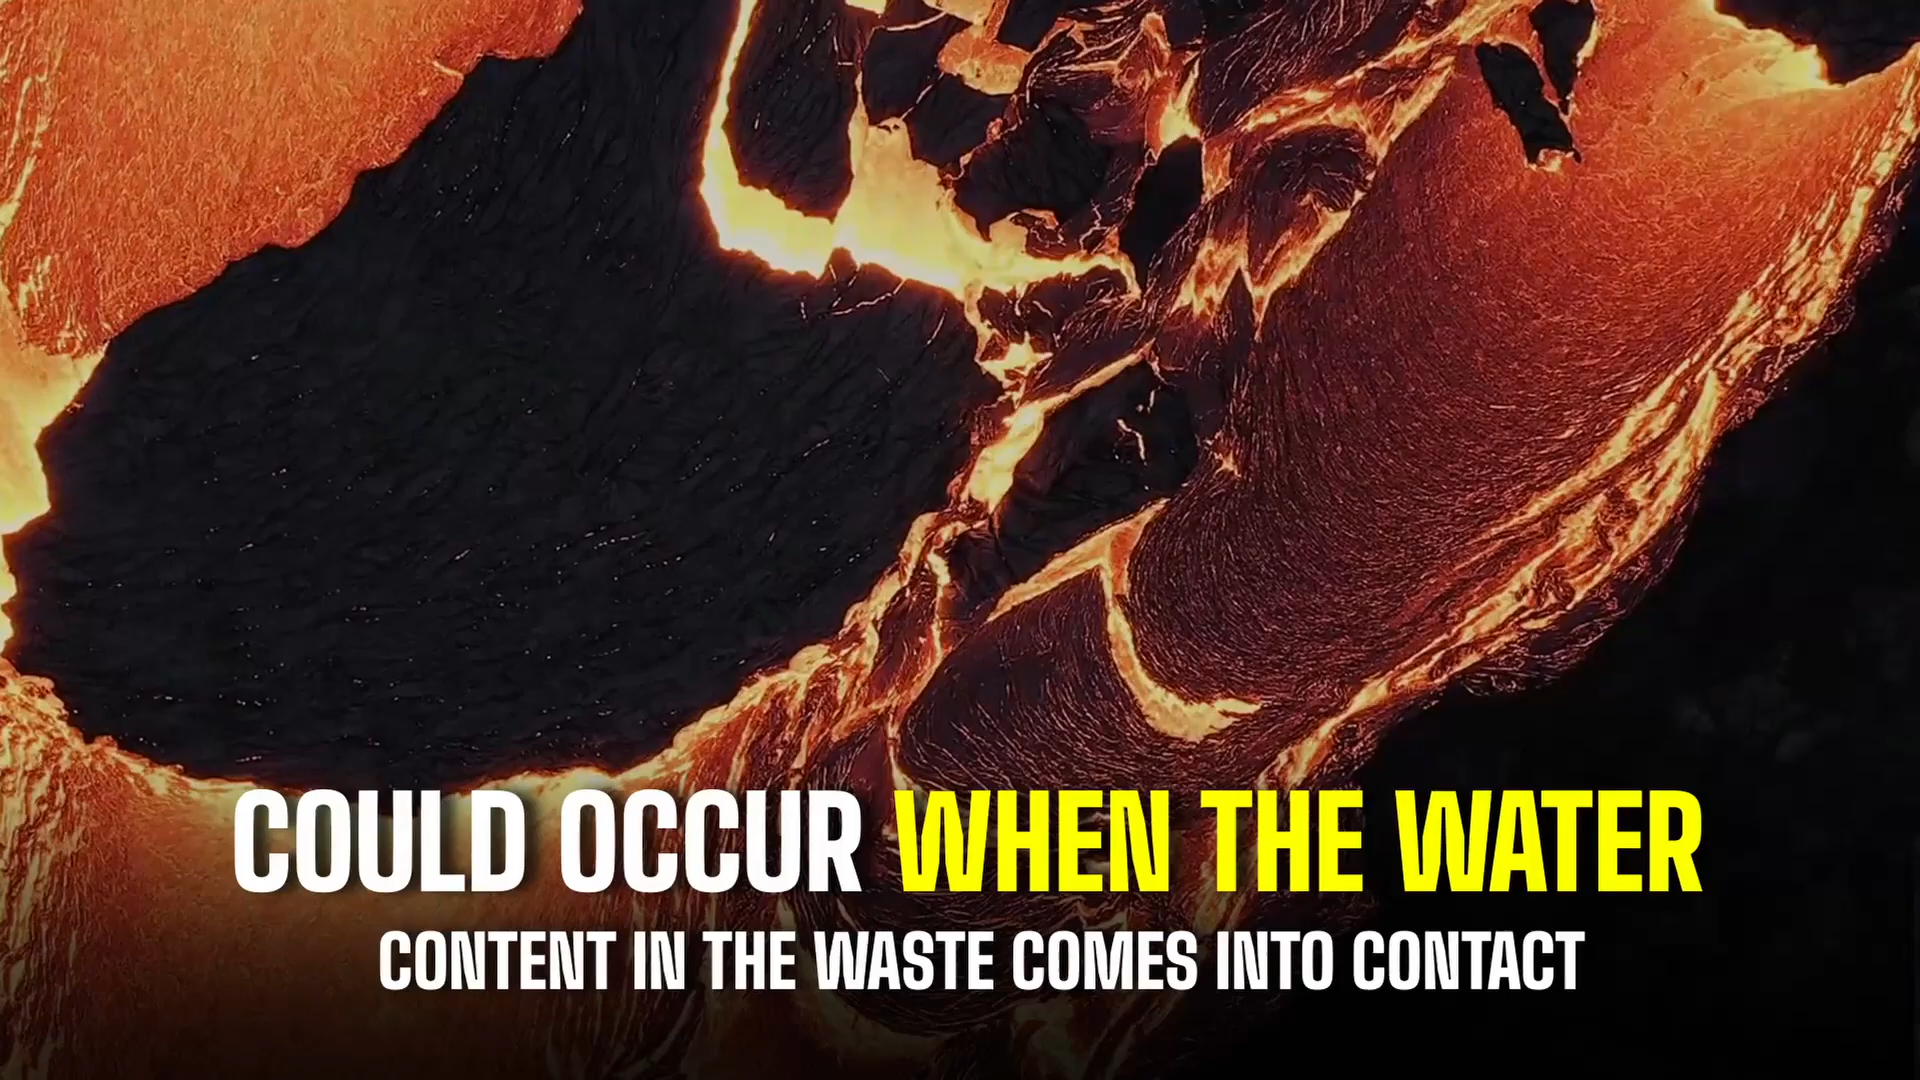 COULD OCCUR WHEN THE WATER
CONTENT IN THE WASTE COMES INTO CONTACT